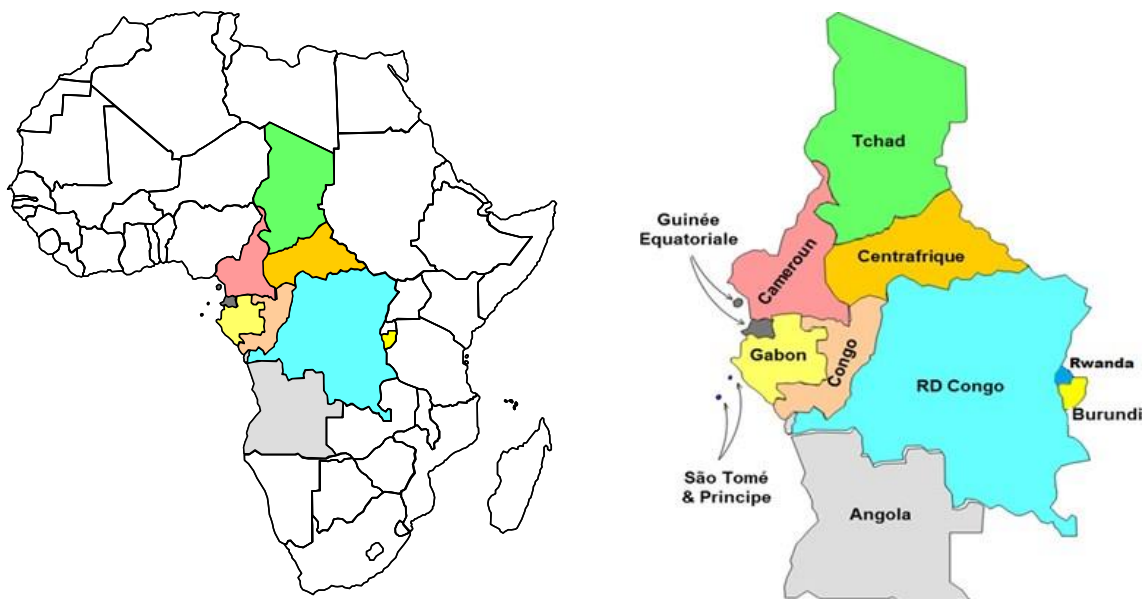 Tchad
Guinée
Equatoriale
Cameroun
Centrafrique
Gabon
Congo
RD Congo
Rwanda
Burundi
São Tomé
& Principe
Angola